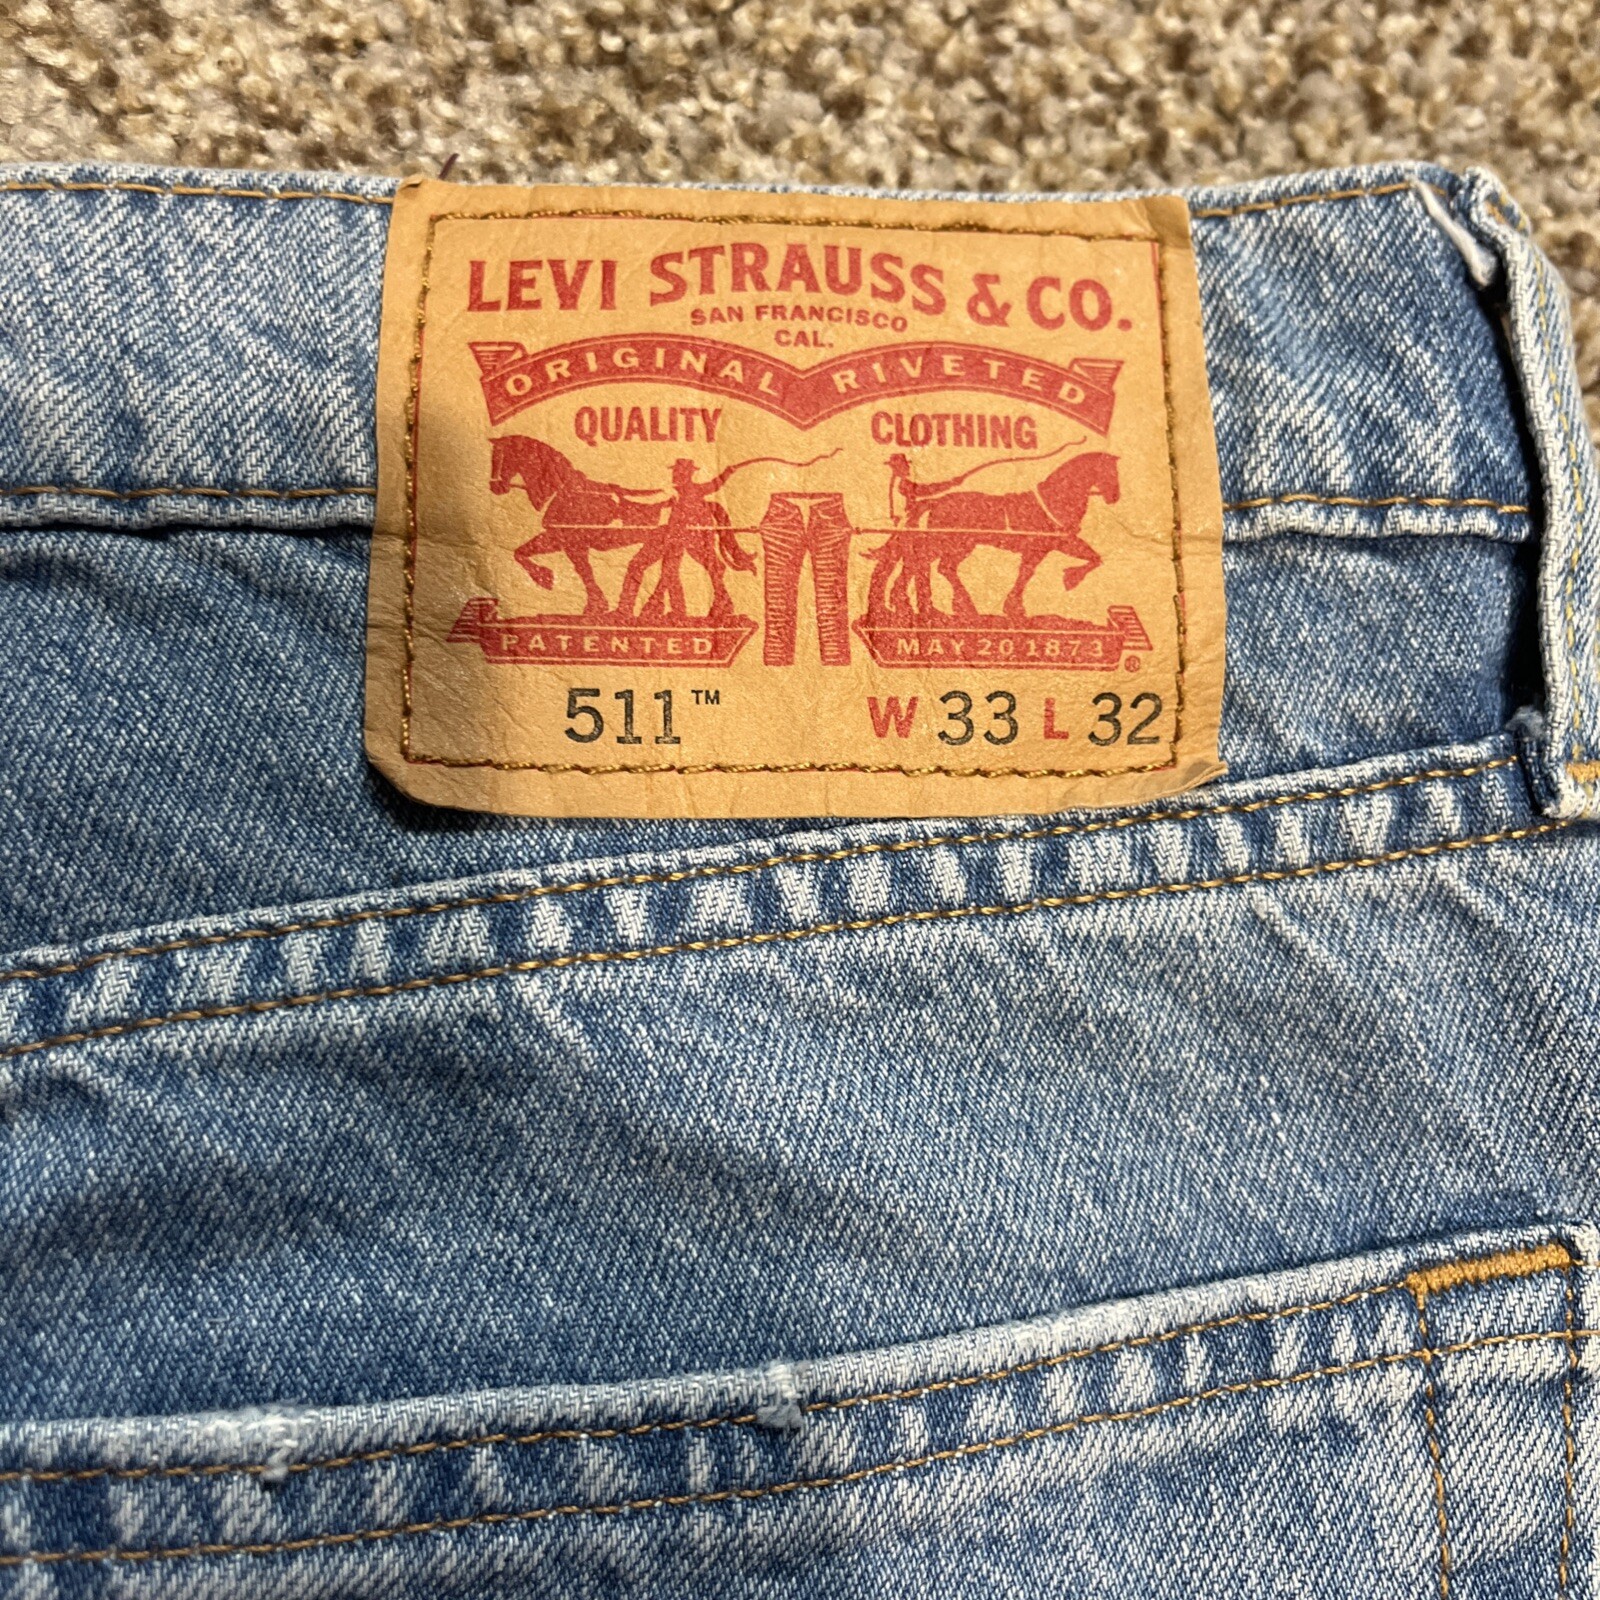 LEVI STRAUSS & CO.
SAN FRANCISCO
CAL.
ORIGINAL RIVETED
QUALITY CLOTHING
PATENTED MAY 20 1873 ®
511™ W 33 L 32